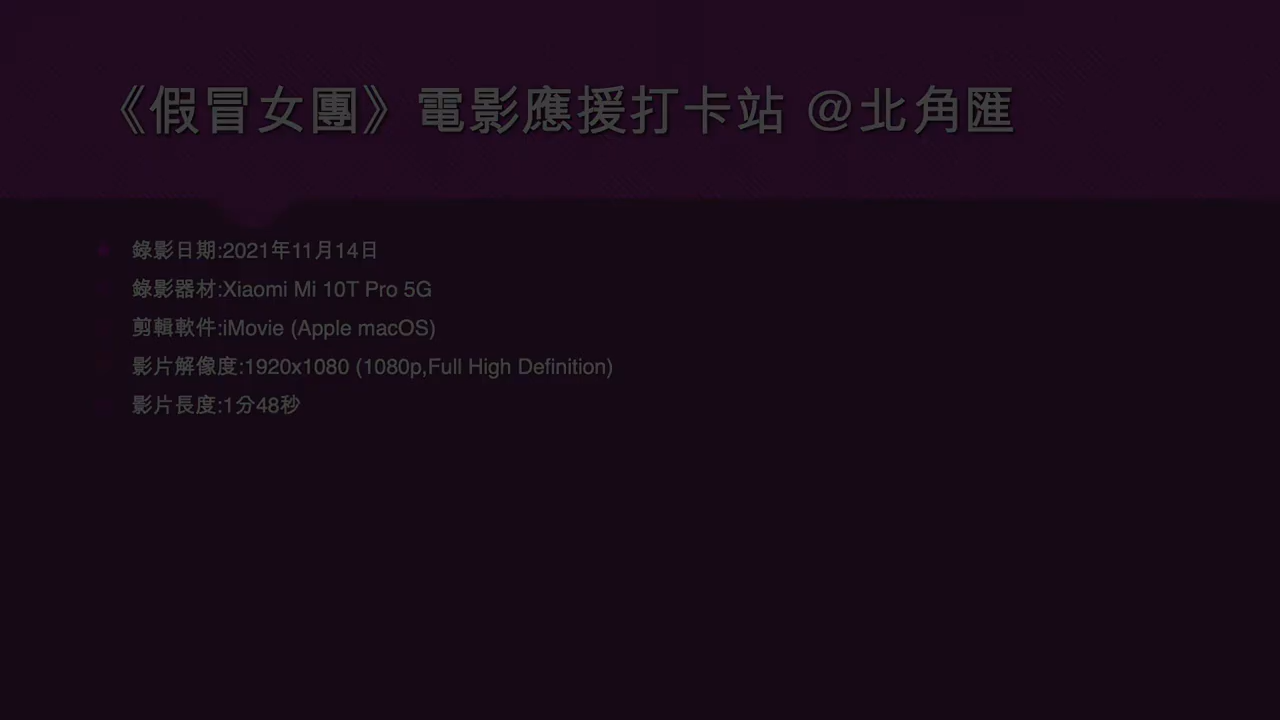 《假冒女團》電影應援打卡站 @北角匯
錄影日期:2021年11月14日
錄影器材:Xiaomi Mi 10T Pro 5G
剪輯軟件:iMovie (Apple macOS)
影片解像度:1920x1080 (1080p,Full High Definition)
影片長度:1分48秒